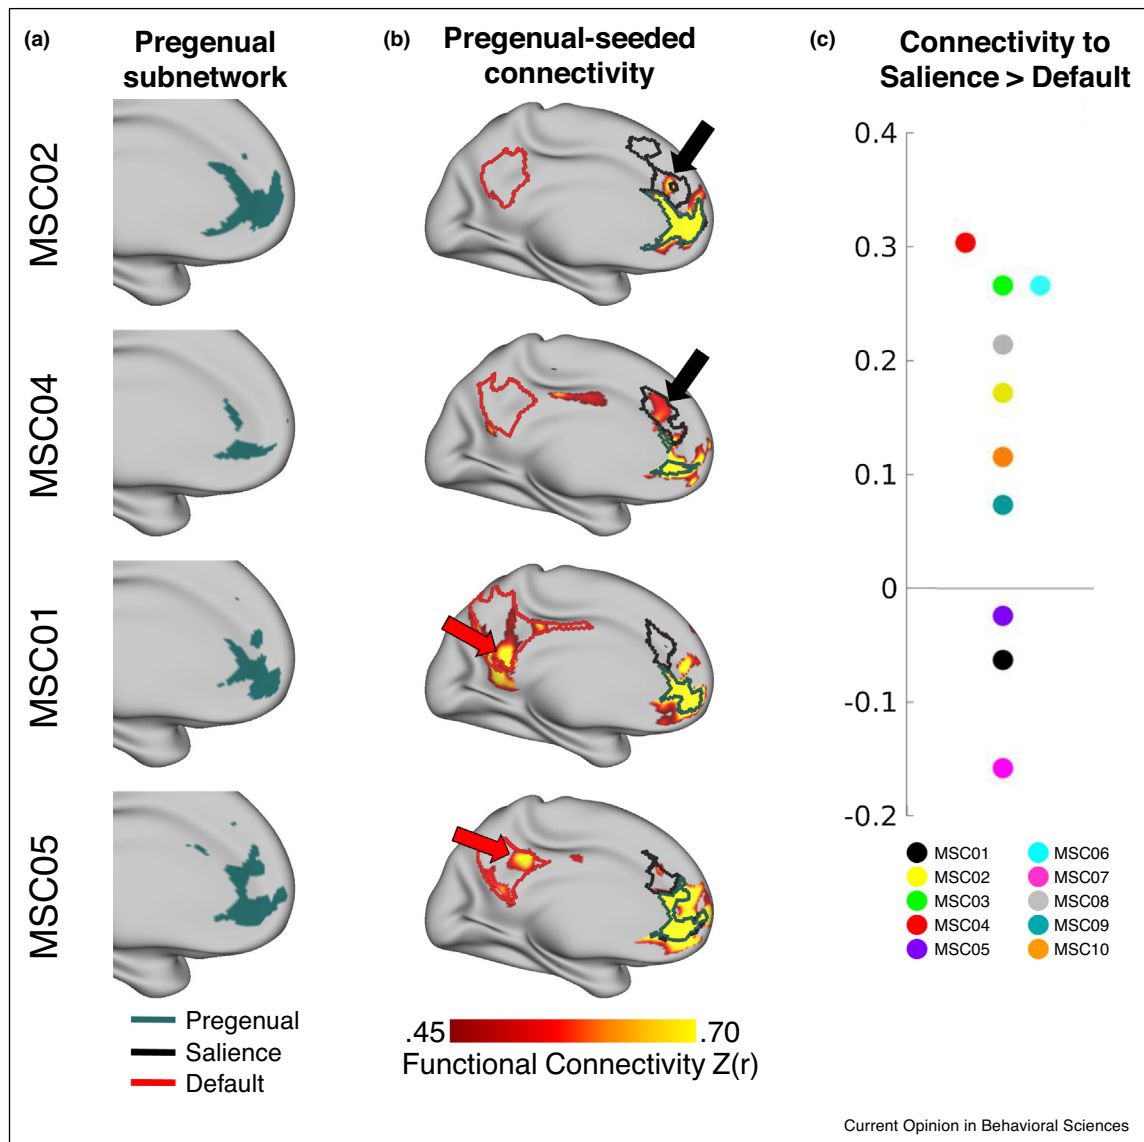 (a)
Pregenual
subnetwork
(b)
Pregenual-seeded
connectivity
(c)
Connectivity to
Salience > Default
MSC02
MSC04
MSC01
MSC05
Pregenual
Salience
Default
.45
.70
Functional Connectivity Z(r)
0.4
0.3
0.2
0.1
0
-0.1
-0.2
MSC01
MSC02
MSC03
MSC04
MSC05
MSC06
MSC07
MSC08
MSC09
MSC10
Current Opinion in Behavioral Sciences